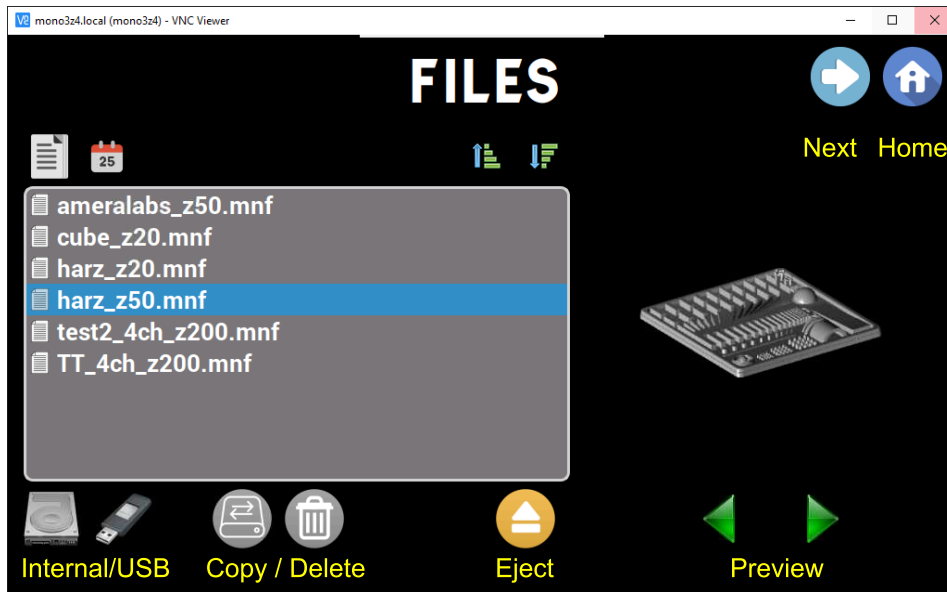 mono3z4.local (mono3z4) - VNC Viewer
FILES
25
Next Home
ameralabs_z50.mnf
cube_z20.mnf
harz_z20.mnf
harz_z50.mnf
test2_4ch_z200.mnf
TT_4ch_z200.mnf
Internal/USB Copy / Delete Eject Preview